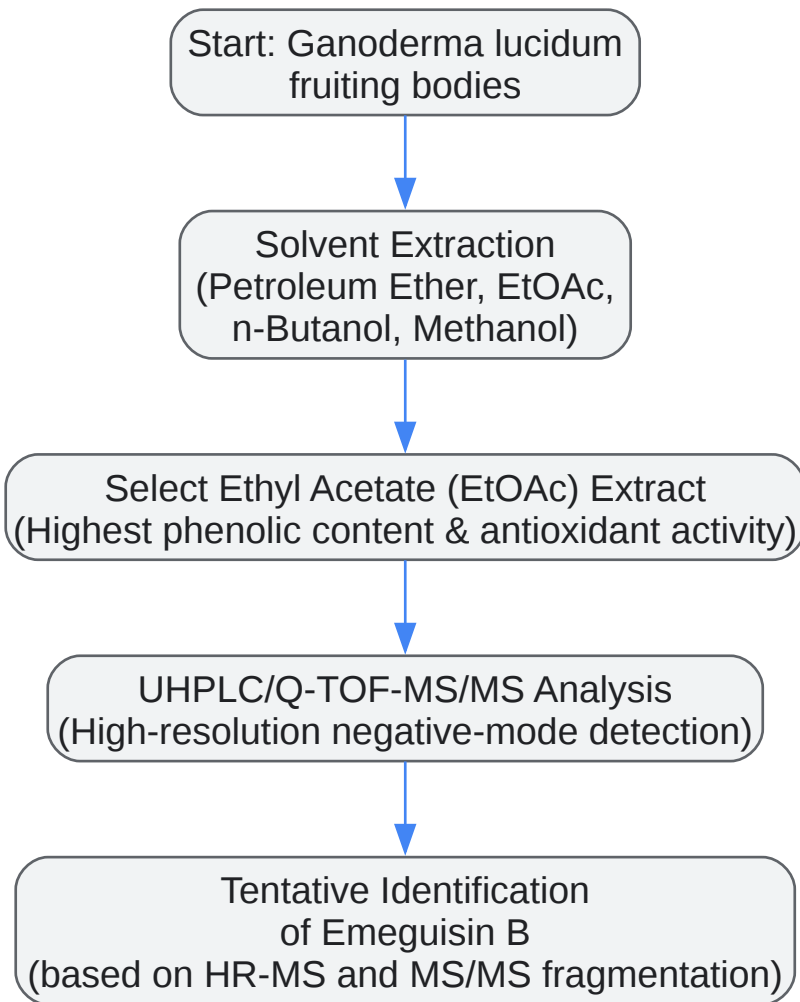 Start: Ganoderma lucidum
fruiting bodies
Solvent Extraction
(Petroleum Ether, EtOAc,
n-Butanol, Methanol)
Select Ethyl Acetate (EtOAc) Extract
(Highest phenolic content & antioxidant activity)
UHPLC/Q-TOF-MS/MS Analysis
(High-resolution negative-mode detection)
Tentative Identification
of Emeguisin B
(based on HR-MS and MS/MS fragmentation)